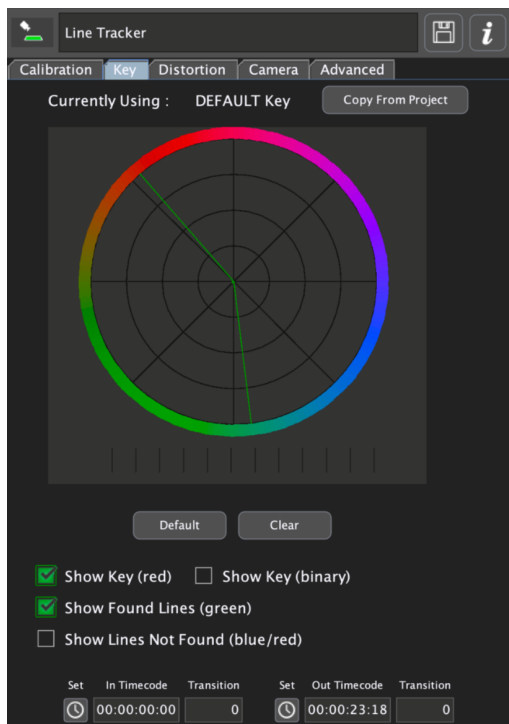 Line Tracker
Calibration Key Distortion Camera Advanced
Currently Using : DEFAULT Key Copy From Project
Default Clear
Show Key (red) Show Key (binary)
Show Found Lines (green)
Show Lines Not Found (blue/red)
Set In Timecode Transition Set Out Timecode Transition
00:00:00:00 0 00:00:23:18 0